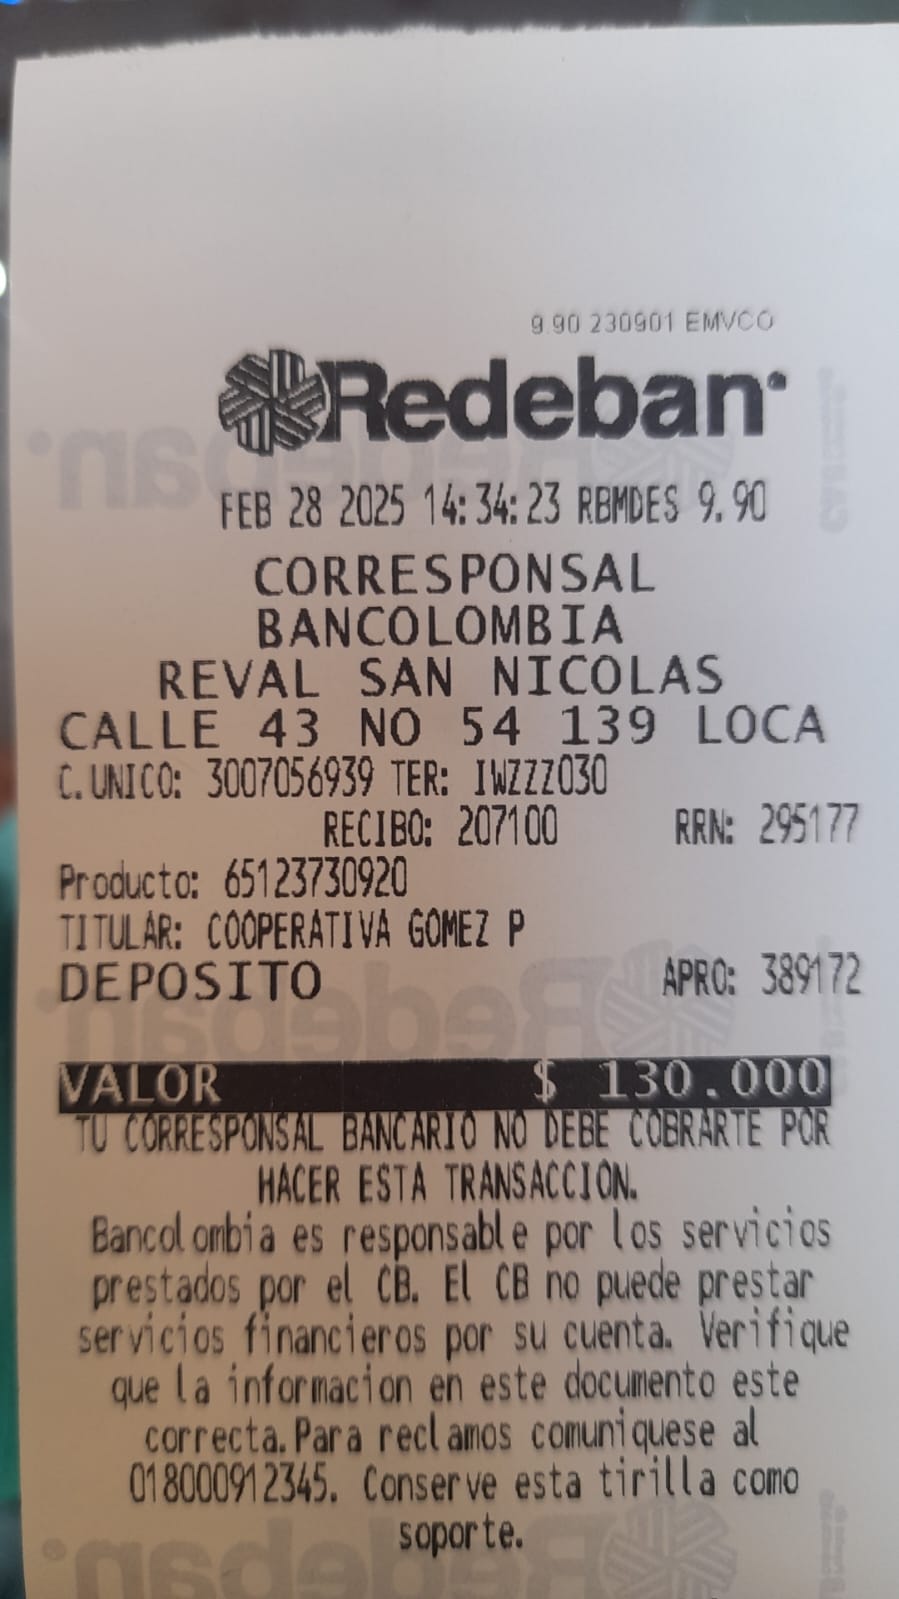 9.90 230901 EMVCO
Redeban
FEB 28 2025 14:34:23 RBMDES 9.90
CORRESPONSAL
BANCOLOMBIA
REVAL SAN NICOLAS
CALLE 43 NO 54 139 LOCA
C.UNICO: 3007056939 TER: IWZZZ030
RECIBO: 207100 RRN: 295177
Producto: 65123730920
TITULAR: COOPERATIVA GOMEZ P
DEPOSITO APRO: 389172
VALOR $ 130.000
TU CORRESPONSAL BANCARIO NO DEBE COBRARTE POR
HACER ESTA TRANSACCION.
Bancolombia es responsable por los servicios
prestados por el CB. El CB no puede prestar
servicios financieros por su cuenta. Verifique
que la informacion en este documento este
correcta.Para reclamos comuniquese al
018000912345. Conserve esta tirilla como
soporte.